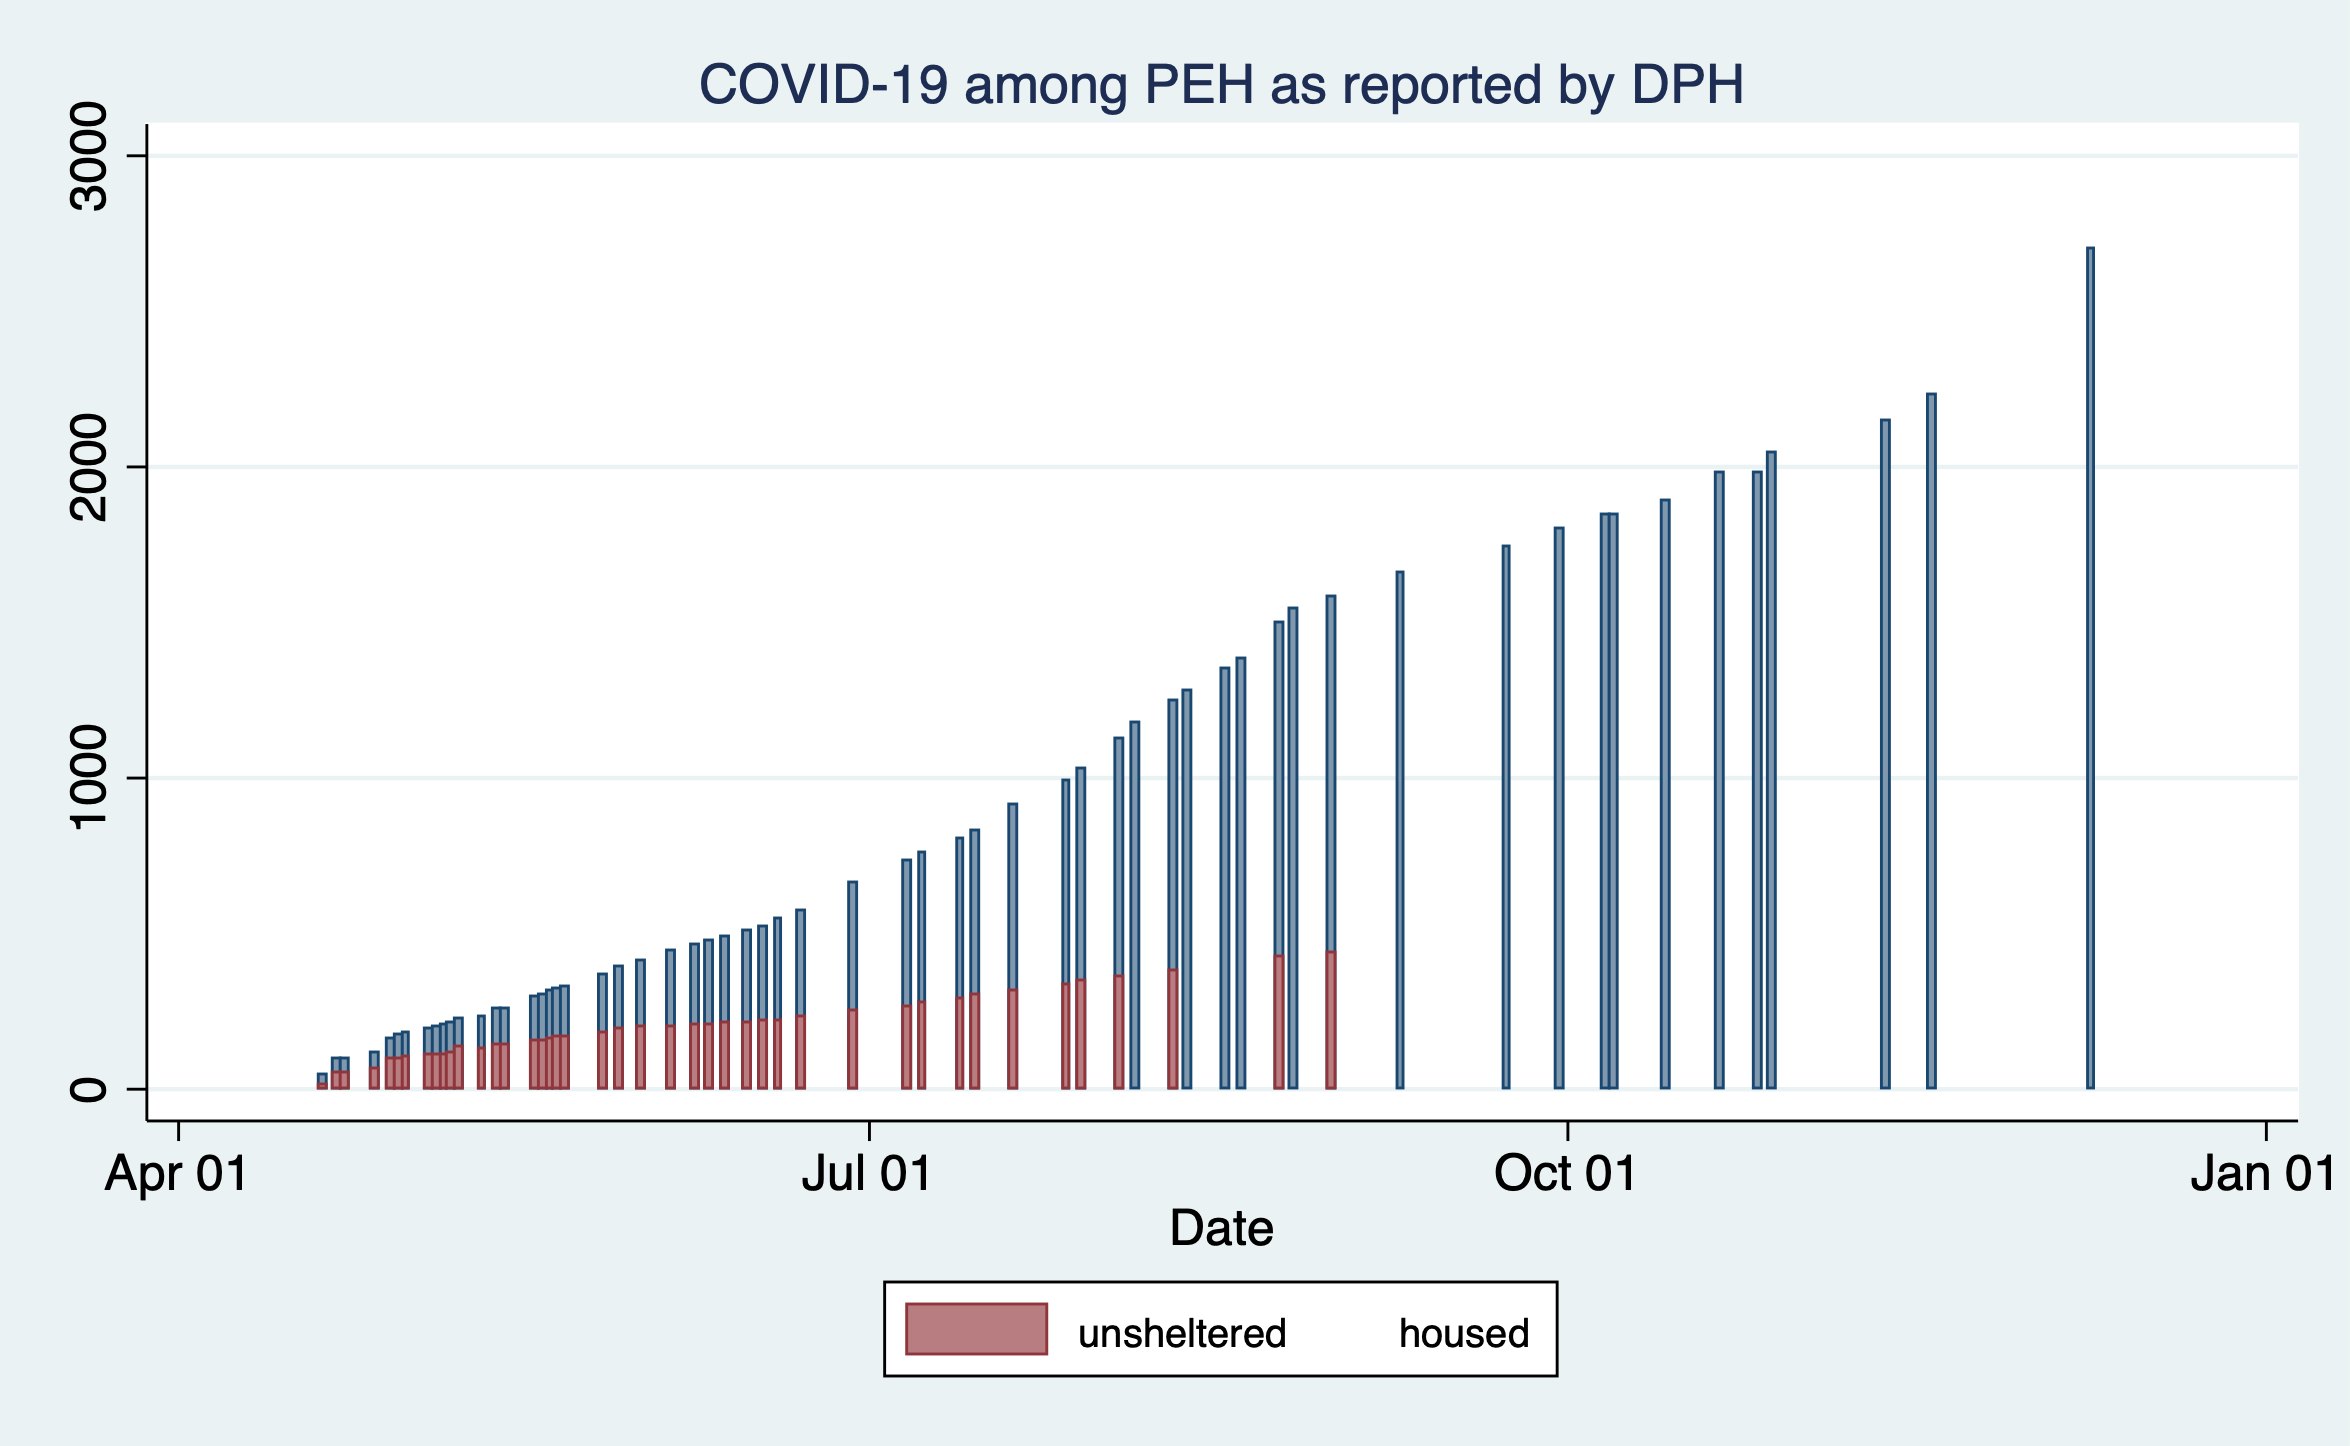 COVID-19 among PEH as reported by DPH
3000
2000
1000
0
Apr 01 Jul 01 Oct 01 Jan 01
Date
unsheltered housed